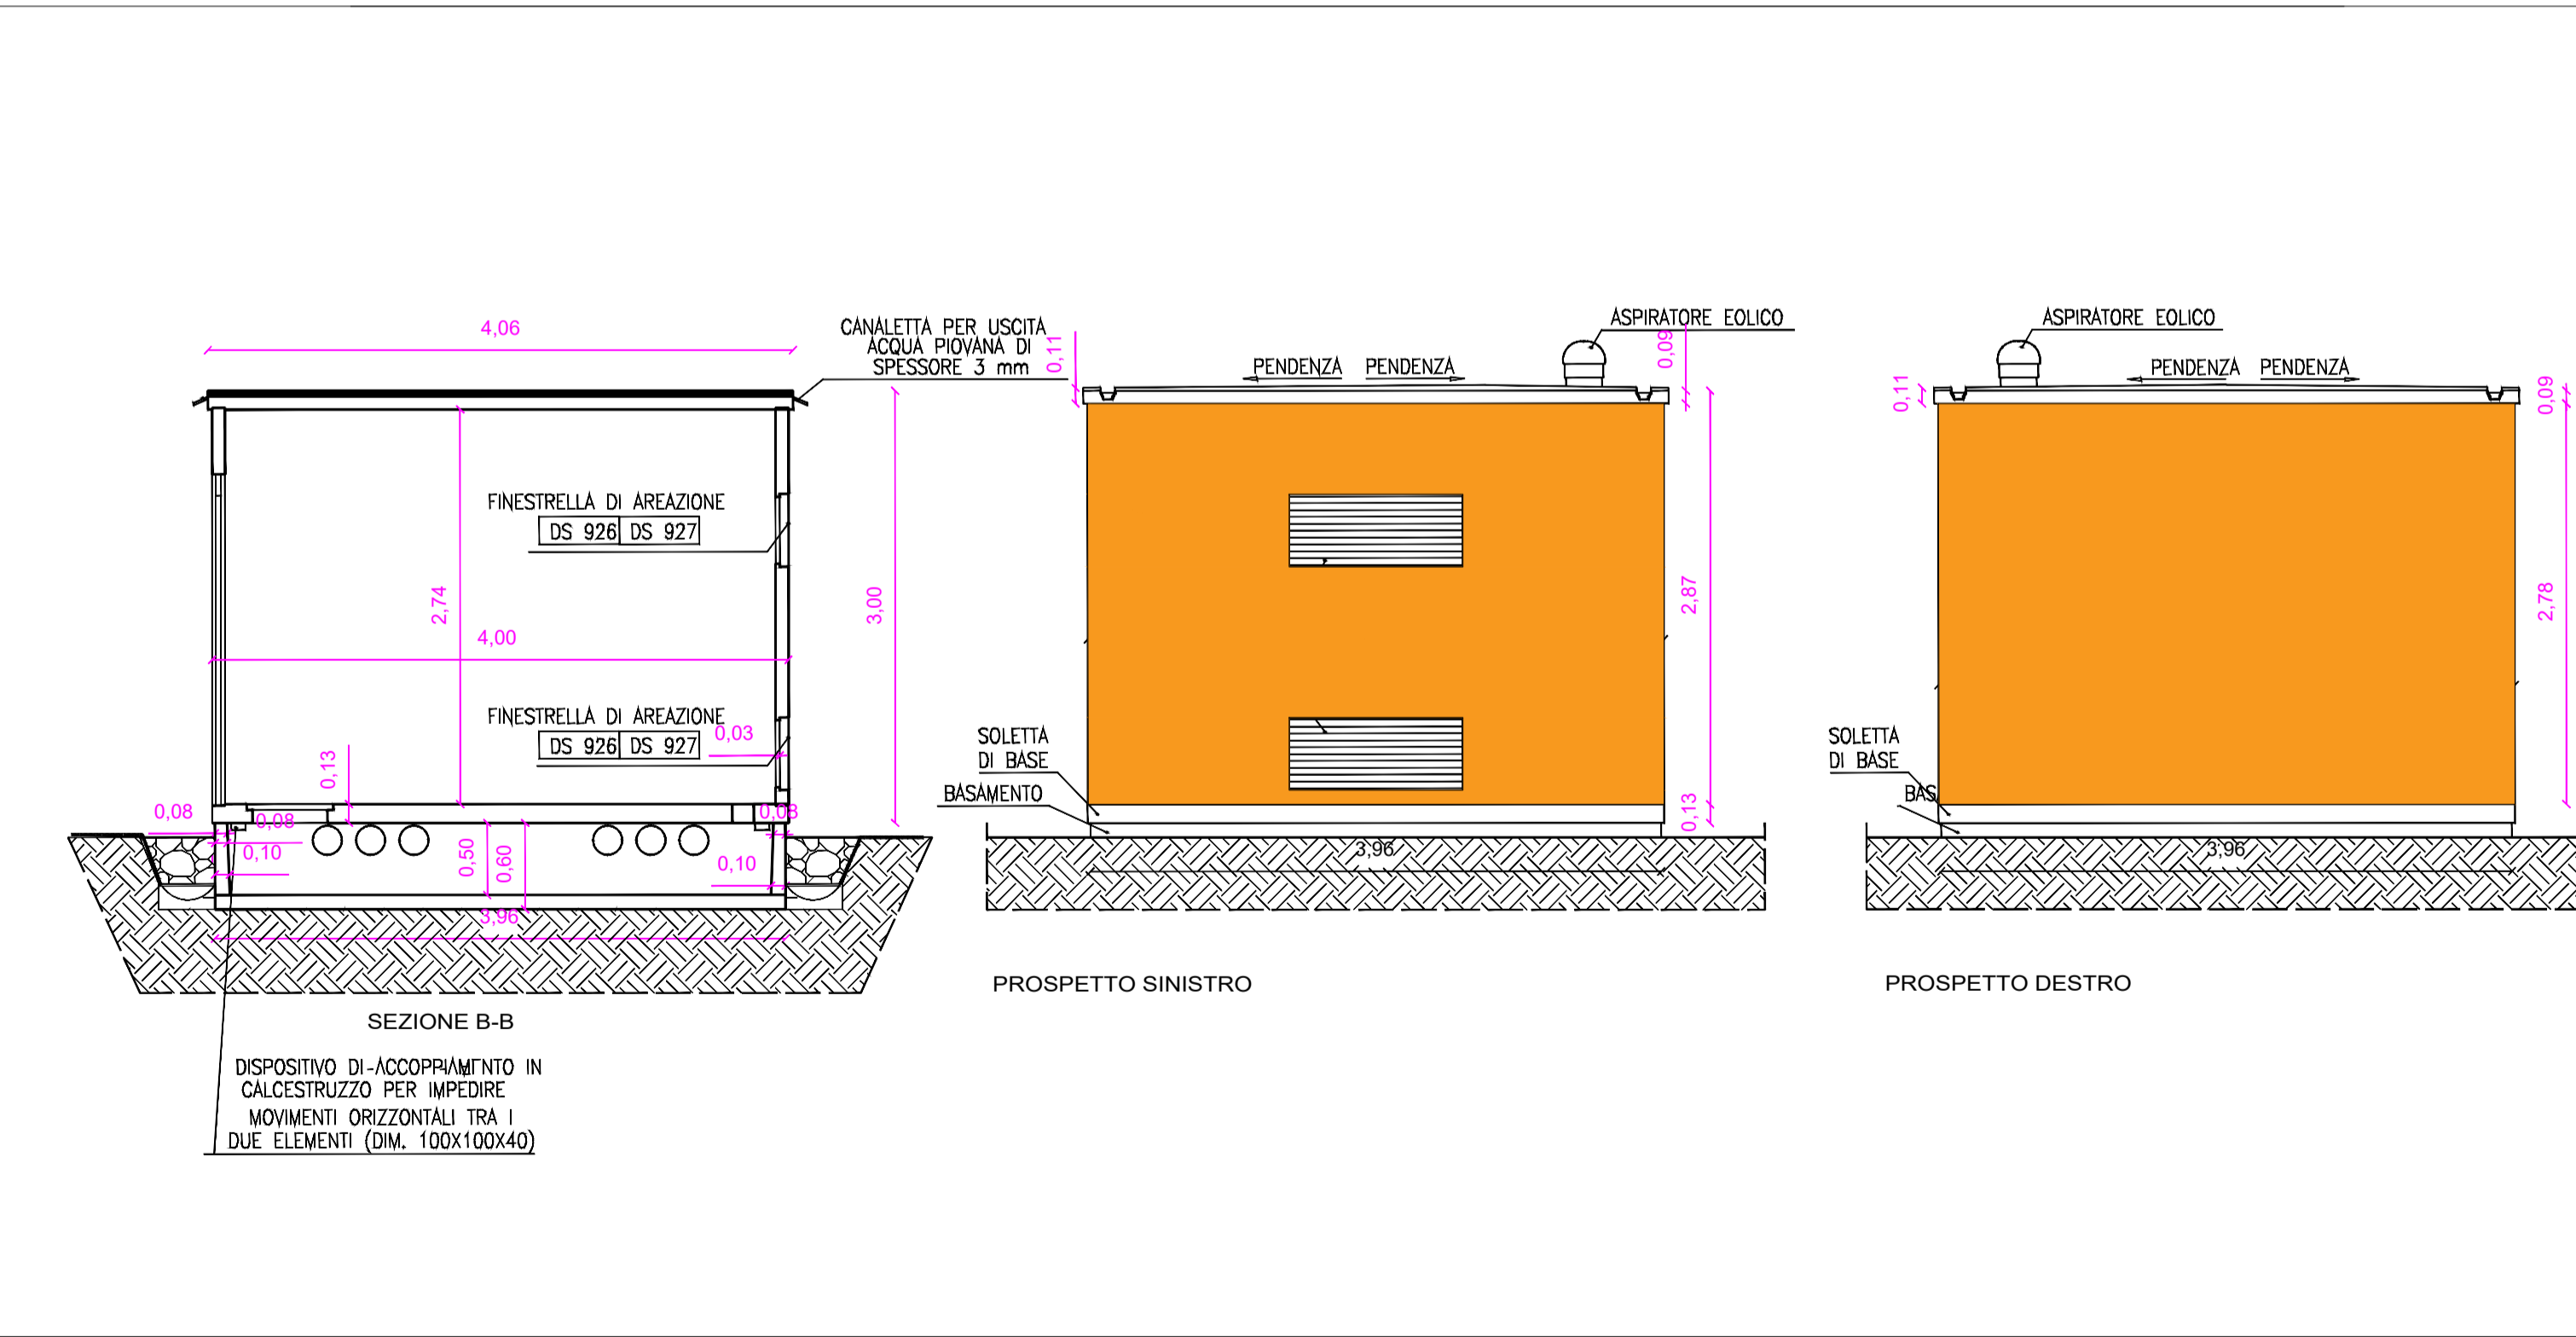 4,06
CANALETTA PER USCITA
ACQUA PIOVANA DI
SPESSORE 3 mm
FINESTRELLA DI AREAZIONE
DS 926 DS 927
2,74
4,00
3,00
FINESTRELLA DI AREAZIONE
DS 926 DS 927
0,03
0,13
0,08
0,08
0,08
0,10
0,50
0,60
0,10
3,96
SEZIONE B-B
DISPOSITIVO DI-ACCOPPIAMENTO IN
CALCESTRUZZO PER IMPEDIRE
MOVIMENTI ORIZZONTALI TRA I
DUE ELEMENTI (DIM. 100X100X40)
ASPIRATORE EOLICO
0,11
0,09
PENDENZA PENDENZA
2,87
SOLETTA
DI BASE
BASAMENTO
0,13
3,96
PROSPETTO SINISTRO
ASPIRATORE EOLICO
PENDENZA PENDENZA
0,11
0,09
2,78
SOLETTA
DI BASE
BAS
3,96
PROSPETTO DESTRO